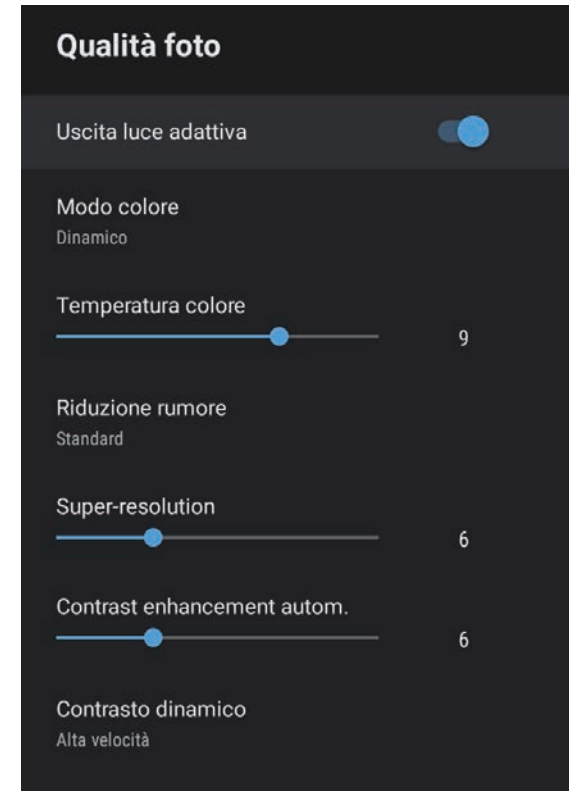 Qualità foto
Uscita luce adattiva
Modo colore
Dinamico
Temperatura colore
9
Riduzione rumore
Standard
Super-resolution
6
Contrast enhancement autom.
6
Contrasto dinamico
Alta velocità